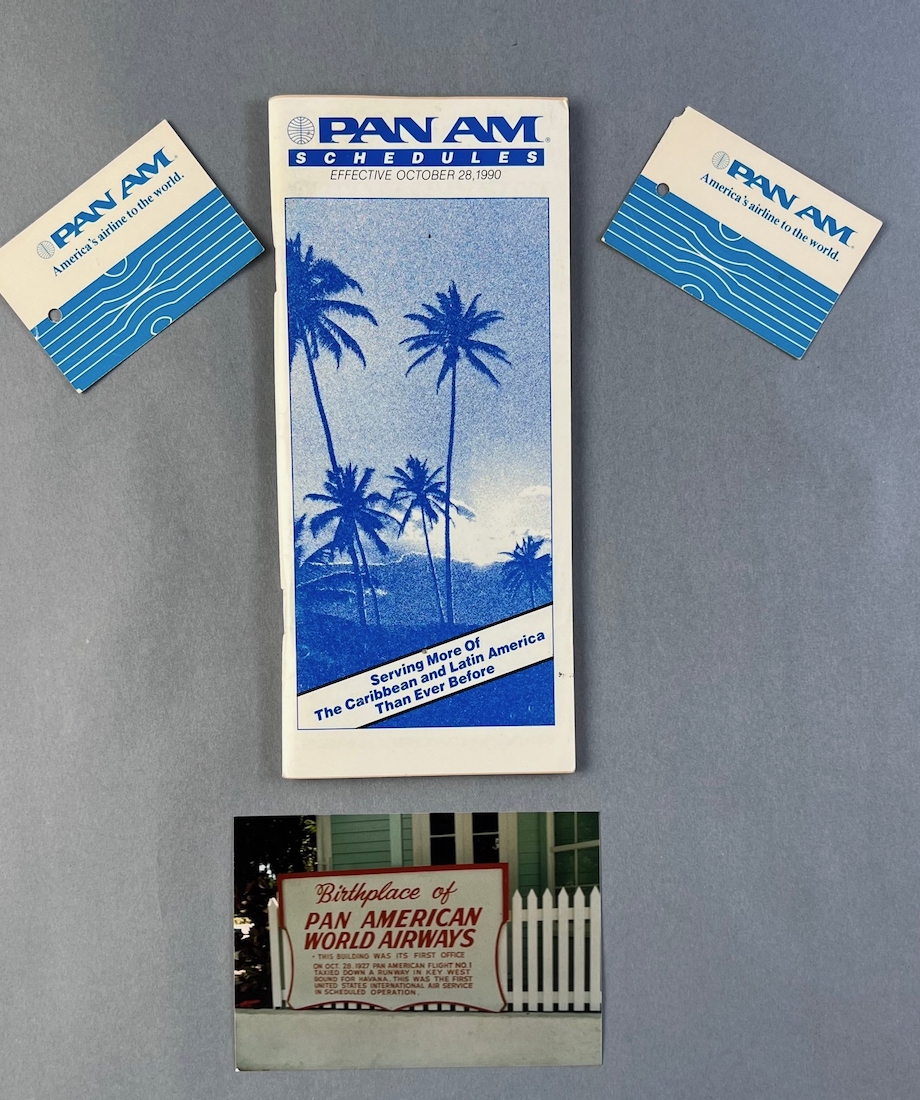 PAN AM®
SCHEDULES
EFFECTIVE OCTOBER 28, 1990
Serving More Of
The Caribbean and Latin America
Than Ever Before
PAN AM®
America's airline to the world.
PAN AM®
America's airline to the world.
Birthplace of
PAN AMERICAN
WORLD AIRWAYS
• THIS BUILDING WAS ITS FIRST OFFICE
ON OCT. 28, 1927 PAN AMERICAN FLIGHT NO. 1
TAXIED DOWN A RUNWAY IN KEY WEST
BOUND FOR HAVANA. THIS WAS THE FIRST
UNITED STATES INTERNATIONAL AIR SERVICE
IN SCHEDULED OPERATION.